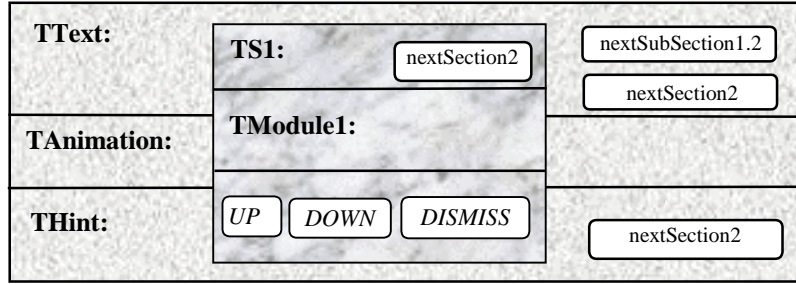 TText:
TS1:
nextSection2
nextSubSection1.2
nextSection2
TAnimation:
TModule1:
THint:
UP
DOWN
DISMISS
nextSection2